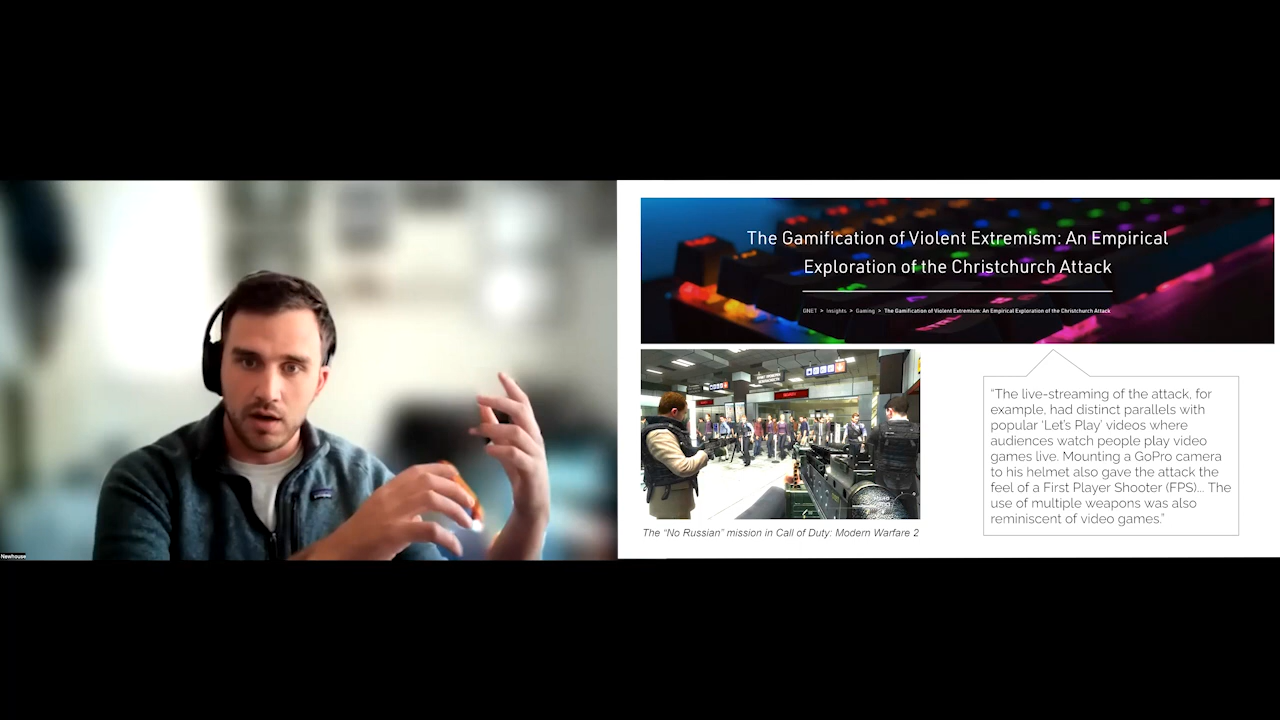 The Gamification of Violent Extremism: An Empirical
Exploration of the Christchurch Attack
GNET > Insights > Gaming > The Gamification of Violent Extremism: An Empirical Exploration of the Christchurch Attack
“The live-streaming of the attack, for
example, had distinct parallels with
popular ‘Let’s Play’ videos where
audiences watch people play video
games live. Mounting a GoPro camera
to his helmet also gave the attack the
feel of a First Player Shooter (FPS)... The
use of multiple weapons was also
reminiscent of video games.”
The “No Russian” mission in Call of Duty: Modern Warfare 2
Newhouse